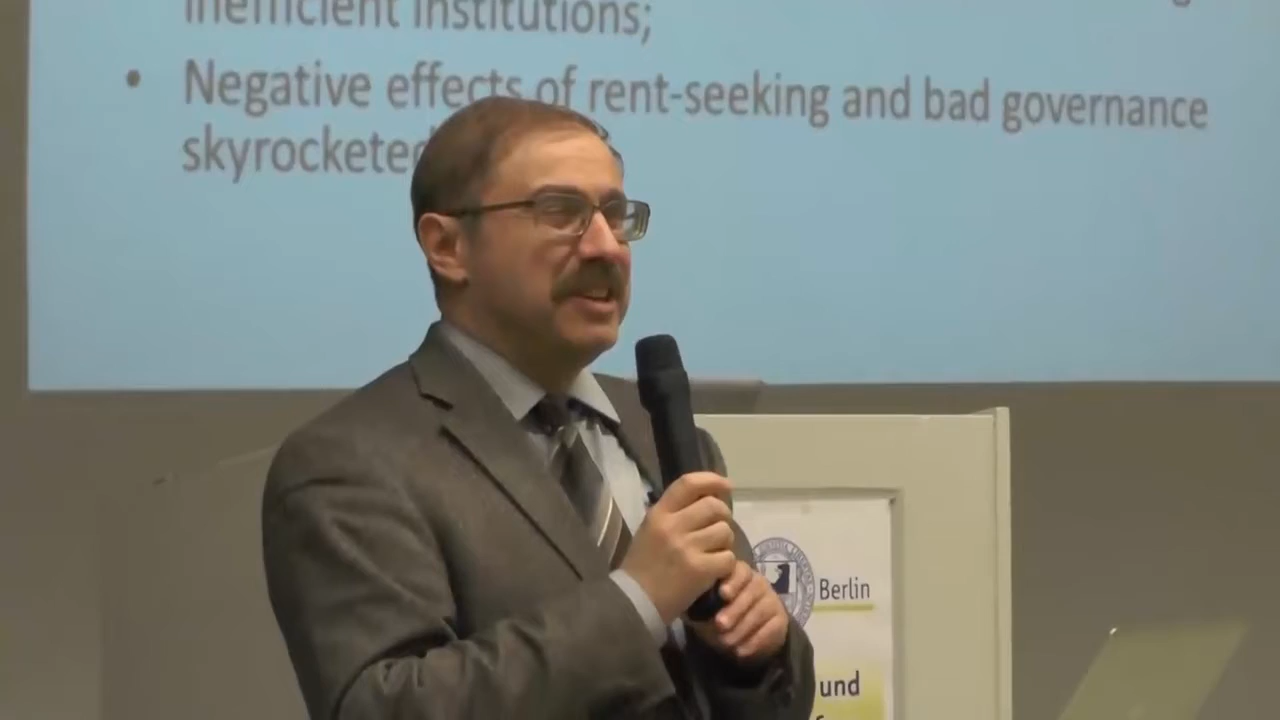 inefficient institutions;
• Negative effects of rent-seeking and bad governance
skyrocketed
Berlin
und